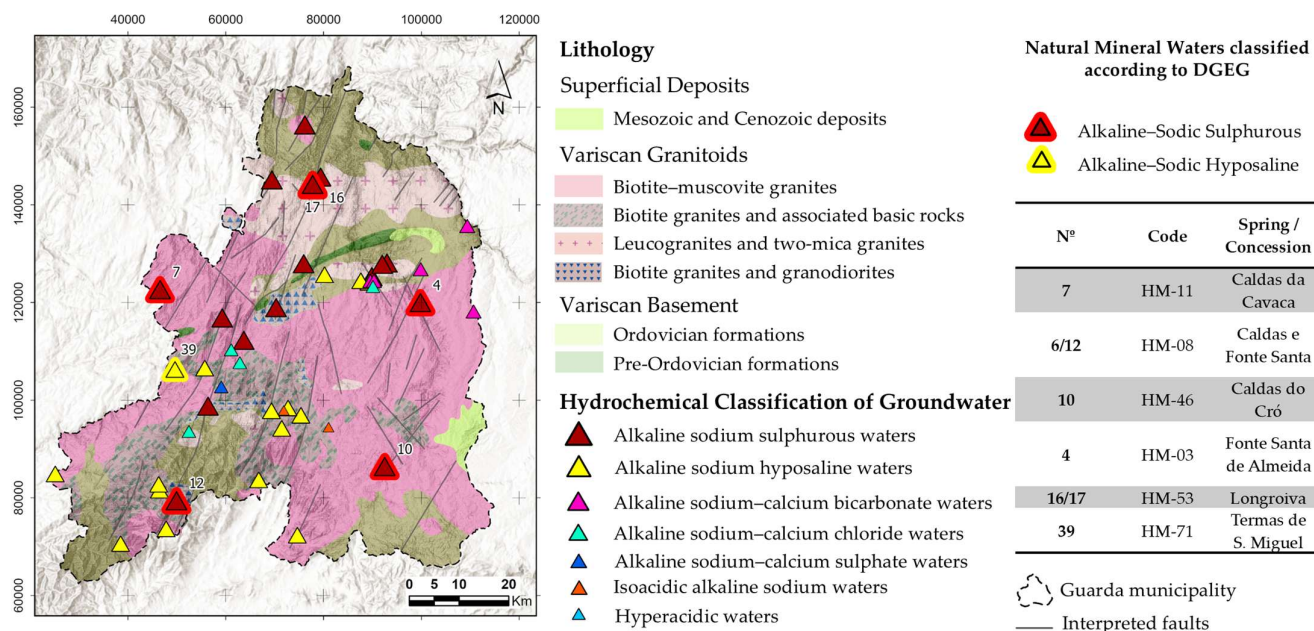 40000 60000 80000 100000 120000
160000
140000
120000
100000
80000
60000
N
16
17
7
4
39
10
12
0 5 10 20
Km
Lithology
Superficial Deposits
Mesozoic and Cenozoic deposits
Variscan Granitoids
Biotite–muscovite granites
Biotite granites and associated basic rocks
Leucogranites and two-mica granites
Biotite granites and granodiorites
Variscan Basement
Ordovician formations
Pre-Ordovician formations
Hydrochemical Classification of Groundwater
Alkaline sodium sulphurous waters
Alkaline sodium hyposaline waters
Alkaline sodium–calcium bicarbonate waters
Alkaline sodium–calcium chloride waters
Alkaline sodium–calcium sulphate waters
Isoacidic alkaline sodium waters
Hyperacidic waters
Natural Mineral Waters classified
according to DGEG
Alkaline–Sodic Sulphurous
Alkaline–Sodic Hyposaline
Nº Code Spring /
Concession
7 HM-11 Caldas da
Cavaca
6/12 HM-08 Caldas e
Fonte Santa
10 HM-46 Caldas do
Cró
4 HM-03 Fonte Santa
de Almeida
16/17 HM-53 Longroiva
39 HM-71 Termas de
S. Miguel
Guarda municipality
Interpreted faults